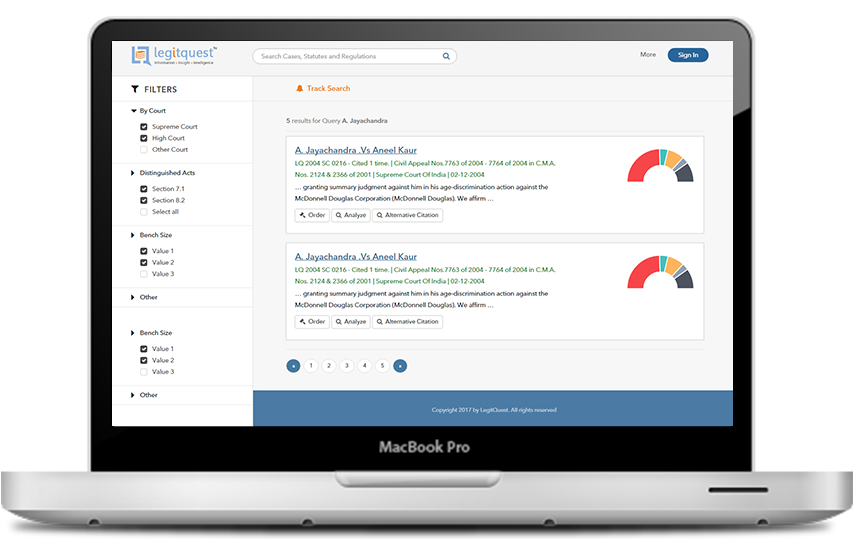 legitquest™
Information • Insight • Intelligence
Search Cases, Statutes and Regulations
More
Sign In
FILTERS
By Court
Supreme Court
High Court
Other Court
Distinguished Acts
Section 7.1
Section 8.2
Select all
Bench Size
Value 1
Value 2
Value 3
Other
Bench Size
Value 1
Value 2
Value 3
Other
Track Search
5 results for Query A. Jayachandra
A. Jayachandra .Vs Aneel Kaur
LQ 2004 SC 0216 - Cited 1 time. | Civil Appeal Nos.7763 of 2004 - 7764 of 2004 in C.M.A.
Nos. 2124 & 2366 of 2001 | Supreme Court Of India | 02-12-2004
... granting summary judgment against him in his age-discrimination action against the
McDonnell Douglas Corporation (McDonnell Douglas). We affirm ...
Order Analyze Alternative Citation
A. Jayachandra .Vs Aneel Kaur
LQ 2004 SC 0216 - Cited 1 time. | Civil Appeal Nos.7763 of 2004 - 7764 of 2004 in C.M.A.
Nos. 2124 & 2366 of 2001 | Supreme Court Of India | 02-12-2004
... granting summary judgment against him in his age-discrimination action against the
McDonnell Douglas Corporation (McDonnell Douglas). We affirm ...
Order Analyze Alternative Citation
« 1 2 3 4 5 »
Copyright 2017 by LegitQuest. All rights reserved
MacBook Pro